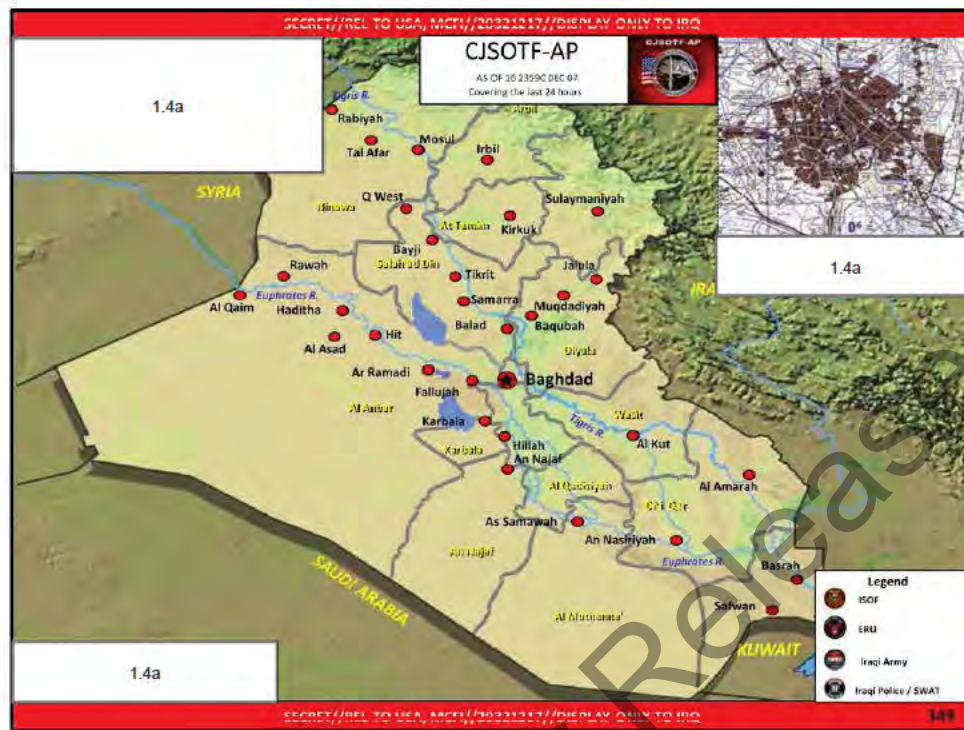 SECRET//REL TO USA, MCFI//20321217//DISPLAY ONLY TO IRQ
CJSOTF-AP
AS OF 16 2359C DEC 07
Covering the last 24 hours
CJSOTF-AP
1.4a
1.4a
Tigris R.
Arbil
Rabiyah
Mosul
Tal Afar
Irbil
SYRIA
Ninawa
Q West
Sulaymaniyah
At Tamim
Kirkuk
Bayji
Salah ad Din
Rawah
Tikrit
Jalula
Euphrates R.
Al Qaim
Haditha
Samarra
Muqdadiyah
Balad
Baqubah
Hit
Al Asad
Diyala
Ar Ramadi
Baghdad
Fallujah
Al Anbar
Karbala
Tigris R.
Wasit
Hillah
Al Kut
Karbala
An Najaf
Al Qadisiyah
Al Amarah
As Samawah
An Nasiriyah
An Najaf
Euphrates R.
Basrah
SAUDI ARABIA
Safwan
Al Muthanna'
KUWAIT
Legend
ISOF
ERU
Iraqi Army
Iraqi Police / SWAT
1.4a
Release
SECRET//REL TO USA, MCFI//20321217//DISPLAY ONLY TO IRQ
349